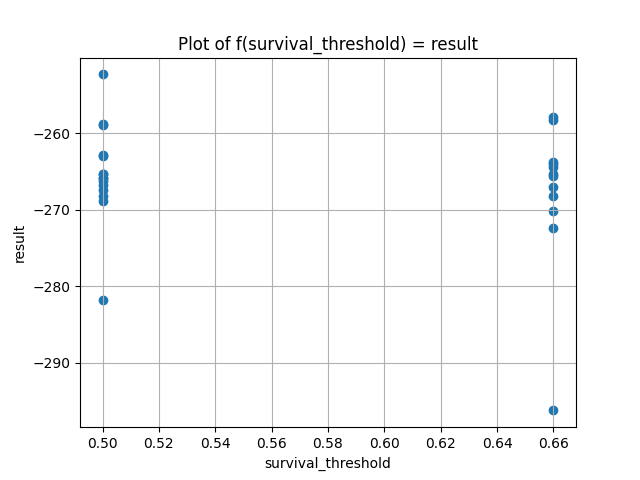 Plot of f(survival_threshold) = result
result
−260
−270
−280
−290
0.50 0.52 0.54 0.56 0.58 0.60 0.62 0.64 0.66
survival_threshold